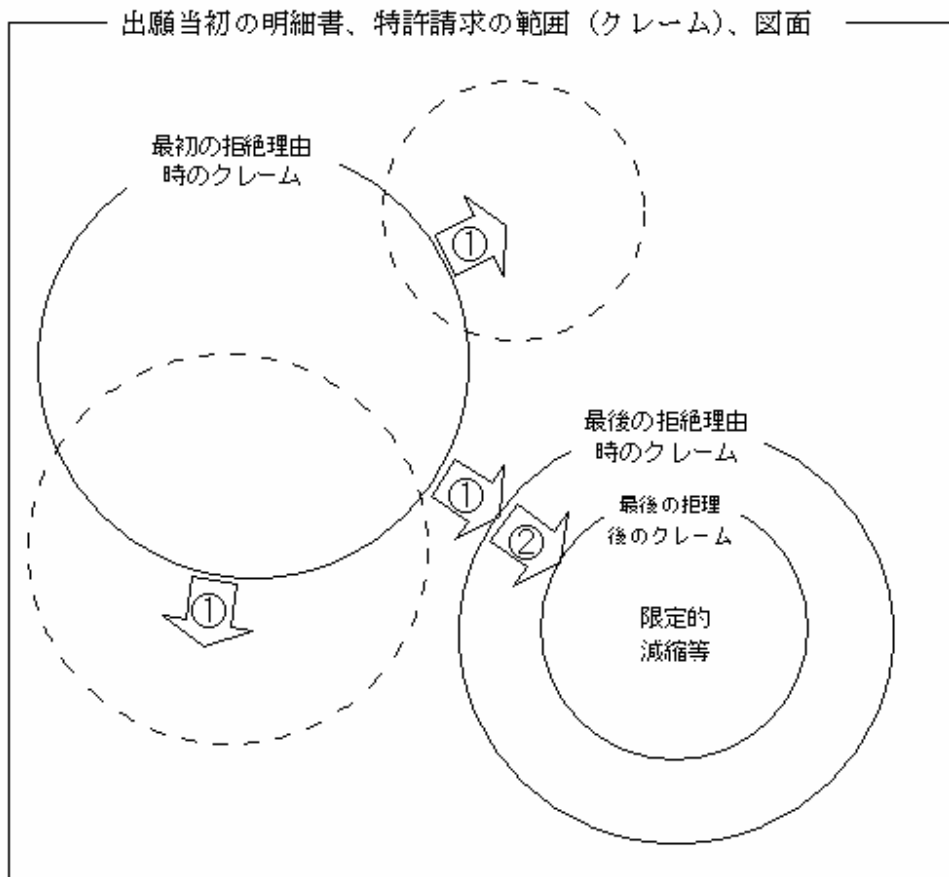 出願当初の明細書、特許請求の範囲（クレーム）、図面
最初の拒絶理由
時のクレーム
①
最後の拒絶理由
時のクレーム
①
最後の拒理
後のクレーム
②
①
限定的
減縮等